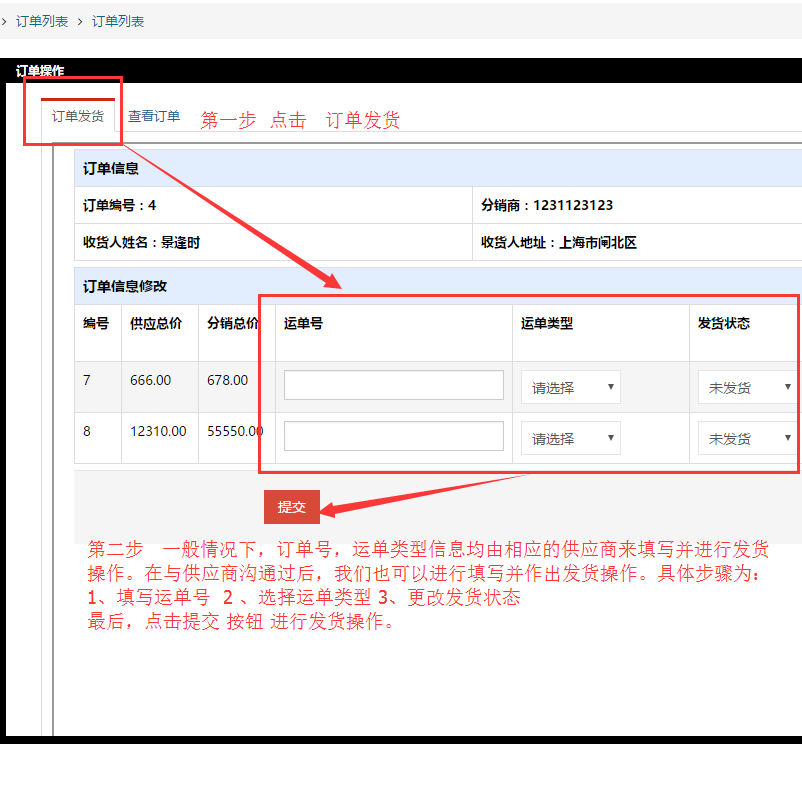 › 订单列表 › 订单列表
订单操作
订单发货 查看订单 第一步 点击 订单发货
订单信息
订单编号：4 分销商：1231123123
收货人姓名：景逢时 收货人地址：上海市闸北区
订单信息修改
编号 供应总价 分销总价 运单号 运单类型 发货状态
7 666.00 678.00 请选择 未发货
8 12310.00 55550.00 请选择 未发货
提交
第二步 一般情况下，订单号，运单类型信息均由相应的供应商来填写并进行发货
操作。在与供应商沟通过后，我们也可以进行填写并作出发货操作。具体步骤为：
1、填写运单号 2 、选择运单类型 3、更改发货状态
最后，点击提交 按钮 进行发货操作。